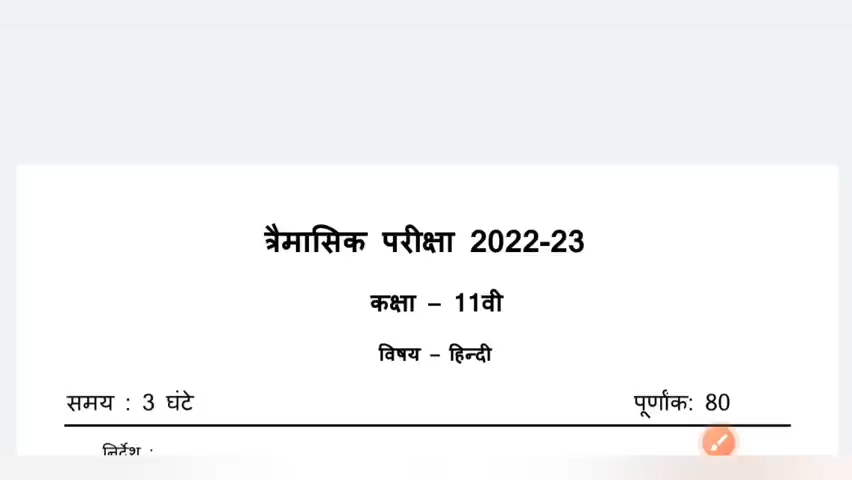 त्रैमासिक परीक्षा 2022-23
कक्षा – 11वी
विषय – हिन्दी
समय : 3 घंटे पूर्णांक: 80
निर्देश :